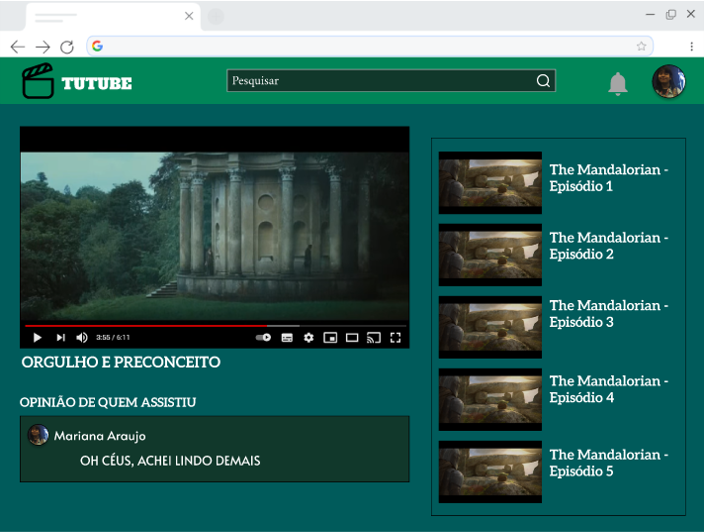 TUTUBE
Pesquisar
3:55 / 6:11
ORGULHO E PRECONCEITO
OPINIÃO DE QUEM ASSISTIU
Mariana Araujo
OH CÉUS, ACHEI LINDO DEMAIS
The Mandalorian -
Episódio 1
The Mandalorian -
Episódio 2
The Mandalorian -
Episódio 3
The Mandalorian -
Episódio 4
The Mandalorian -
Episódio 5